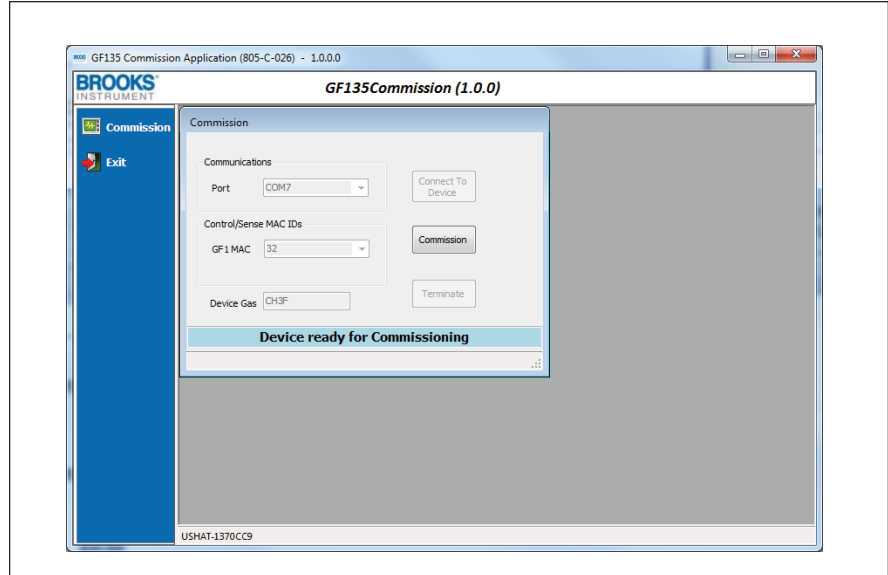 GF135 Commission Application (805-C-026) - 1.0.0.0
BROOKS
INSTRUMENT
GF135Commission (1.0.0)
Commission
Exit
Commission
Communications
Port
COM7
Connect To
Device
Control/Sense MAC IDs
GF1 MAC
32
Commission
Device Gas
CH3F
Terminate
Device ready for Commissioning
USHAT-1370CC9